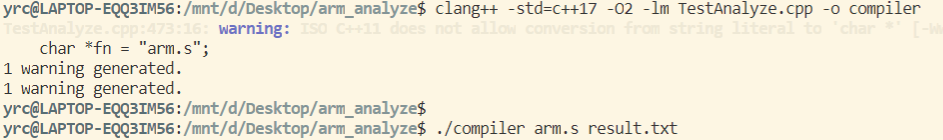 yrc@LAPTOP-EQQ3IM56:/mnt/d/Desktop/arm_analyze$ clang++ -std=c++17 -O2 -lm TestAnalyze.cpp -o compiler
TestAnalyze.cpp:473:16: warning: ISO C++11 does not allow conversion from string literal to 'char *' [-W
    char *fn = "arm.s";
1 warning generated.
1 warning generated.
yrc@LAPTOP-EQQ3IM56:/mnt/d/Desktop/arm_analyze$
yrc@LAPTOP-EQQ3IM56:/mnt/d/Desktop/arm_analyze$ ./compiler arm.s result.txt